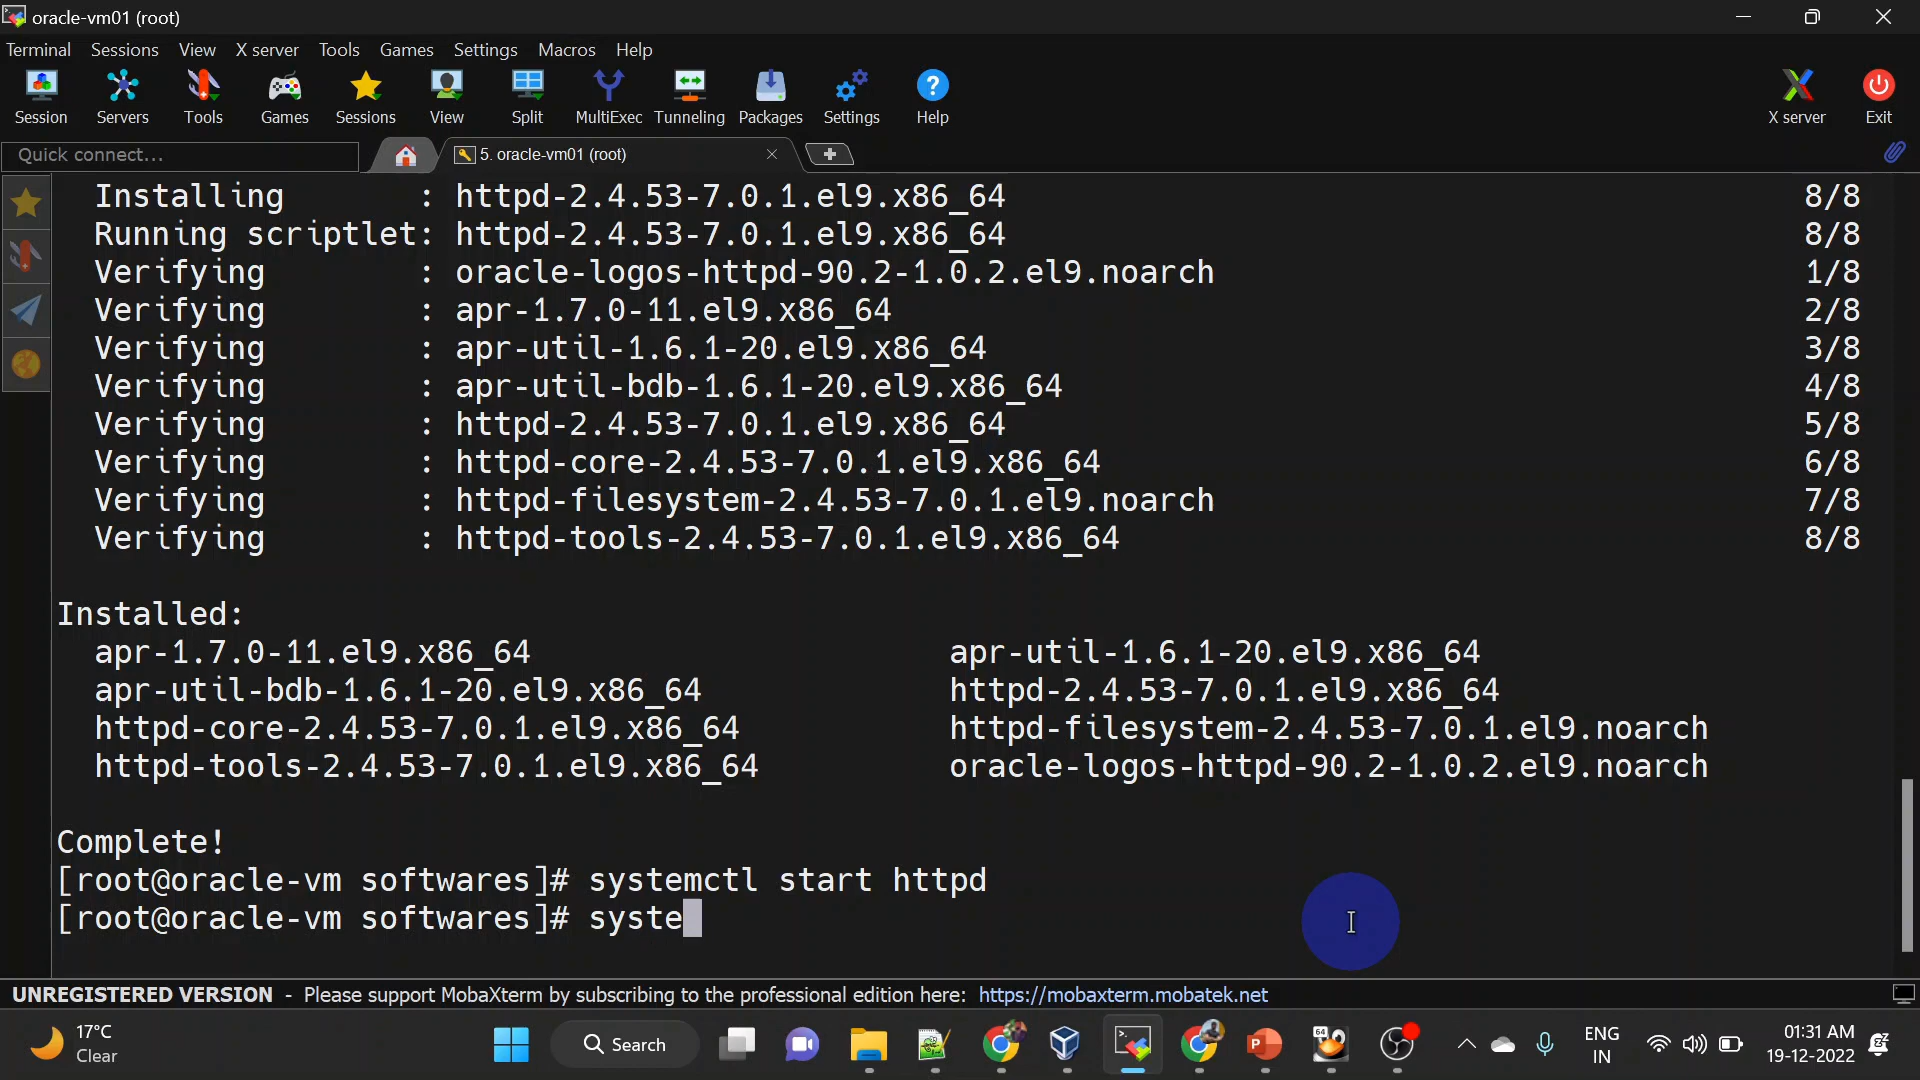 oracle-vm01 (root)
Terminal Sessions View X server Tools Games Settings Macros Help
Session Servers Tools Games Sessions View Split MultiExec Tunneling Packages Settings Help X server Exit
Quick connect... 5. oracle-vm01 (root)
Installing : httpd-2.4.53-7.0.1.el9.x86_64 8/8
Running scriptlet: httpd-2.4.53-7.0.1.el9.x86_64 8/8
Verifying : oracle-logos-httpd-90.2-1.0.2.el9.noarch 1/8
Verifying : apr-1.7.0-11.el9.x86_64 2/8
Verifying : apr-util-1.6.1-20.el9.x86_64 3/8
Verifying : apr-util-bdb-1.6.1-20.el9.x86_64 4/8
Verifying : httpd-2.4.53-7.0.1.el9.x86_64 5/8
Verifying : httpd-core-2.4.53-7.0.1.el9.x86_64 6/8
Verifying : httpd-filesystem-2.4.53-7.0.1.el9.noarch 7/8
Verifying : httpd-tools-2.4.53-7.0.1.el9.x86_64 8/8
Installed:
apr-1.7.0-11.el9.x86_64 apr-util-1.6.1-20.el9.x86_64
apr-util-bdb-1.6.1-20.el9.x86_64 httpd-2.4.53-7.0.1.el9.x86_64
httpd-core-2.4.53-7.0.1.el9.x86_64 httpd-filesystem-2.4.53-7.0.1.el9.noarch
httpd-tools-2.4.53-7.0.1.el9.x86_64 oracle-logos-httpd-90.2-1.0.2.el9.noarch
Complete!
[root@oracle-vm softwares]# systemctl start httpd
[root@oracle-vm softwares]# syste
UNREGISTERED VERSION - Please support MobaXterm by subscribing to the professional edition here: https://mobaxterm.mobatek.net
17°C
Clear
Search
64
P
ENG
IN
01:31 AM
19-12-2022